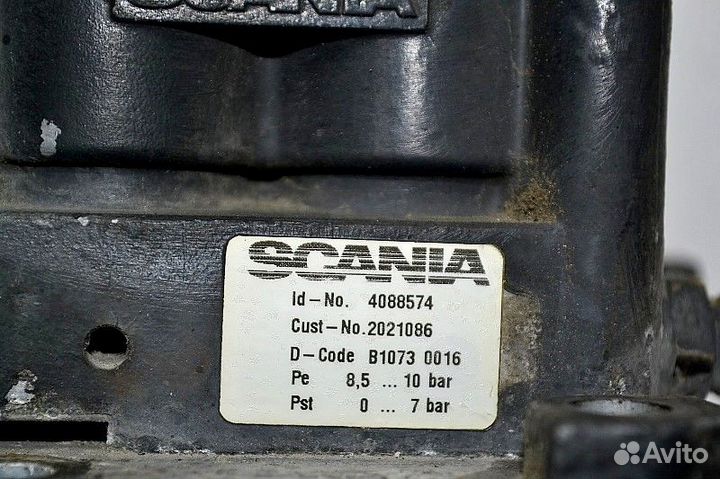 SCANIA
SCANIA
Id-No. 4088574
Cust-No.2021086
D-Code B1073 0016
Pe 8,5 ... 10 bar
Pst 0 ... 7 bar
Avito